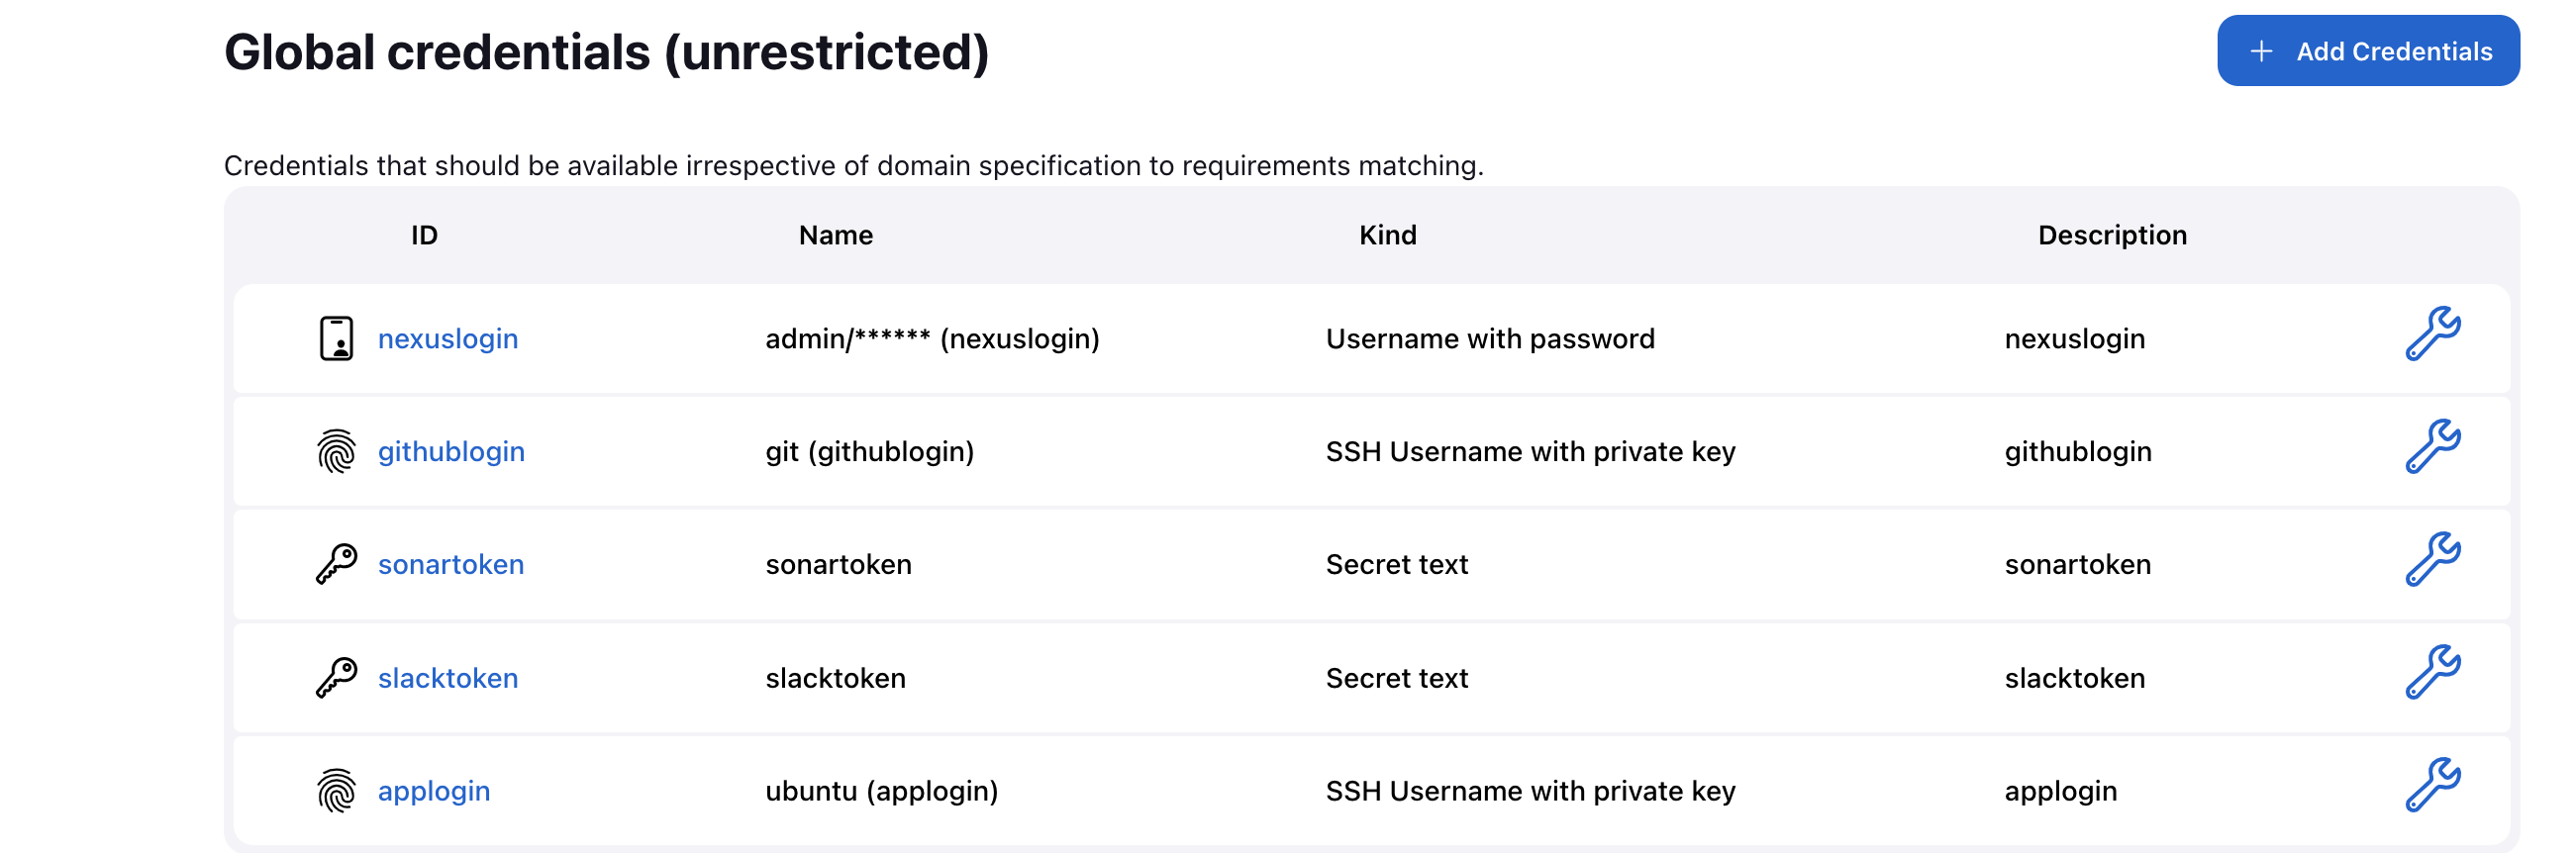 Global credentials (unrestricted)
Add Credentials
Credentials that should be available irrespective of domain specification to requirements matching.
ID Name Kind Description
nexuslogin admin/****** (nexuslogin) Username with password nexuslogin
githublogin git (githublogin) SSH Username with private key githublogin
sonartoken sonartoken Secret text sonartoken
slacktoken slacktoken Secret text slacktoken
applogin ubuntu (applogin) SSH Username with private key applogin